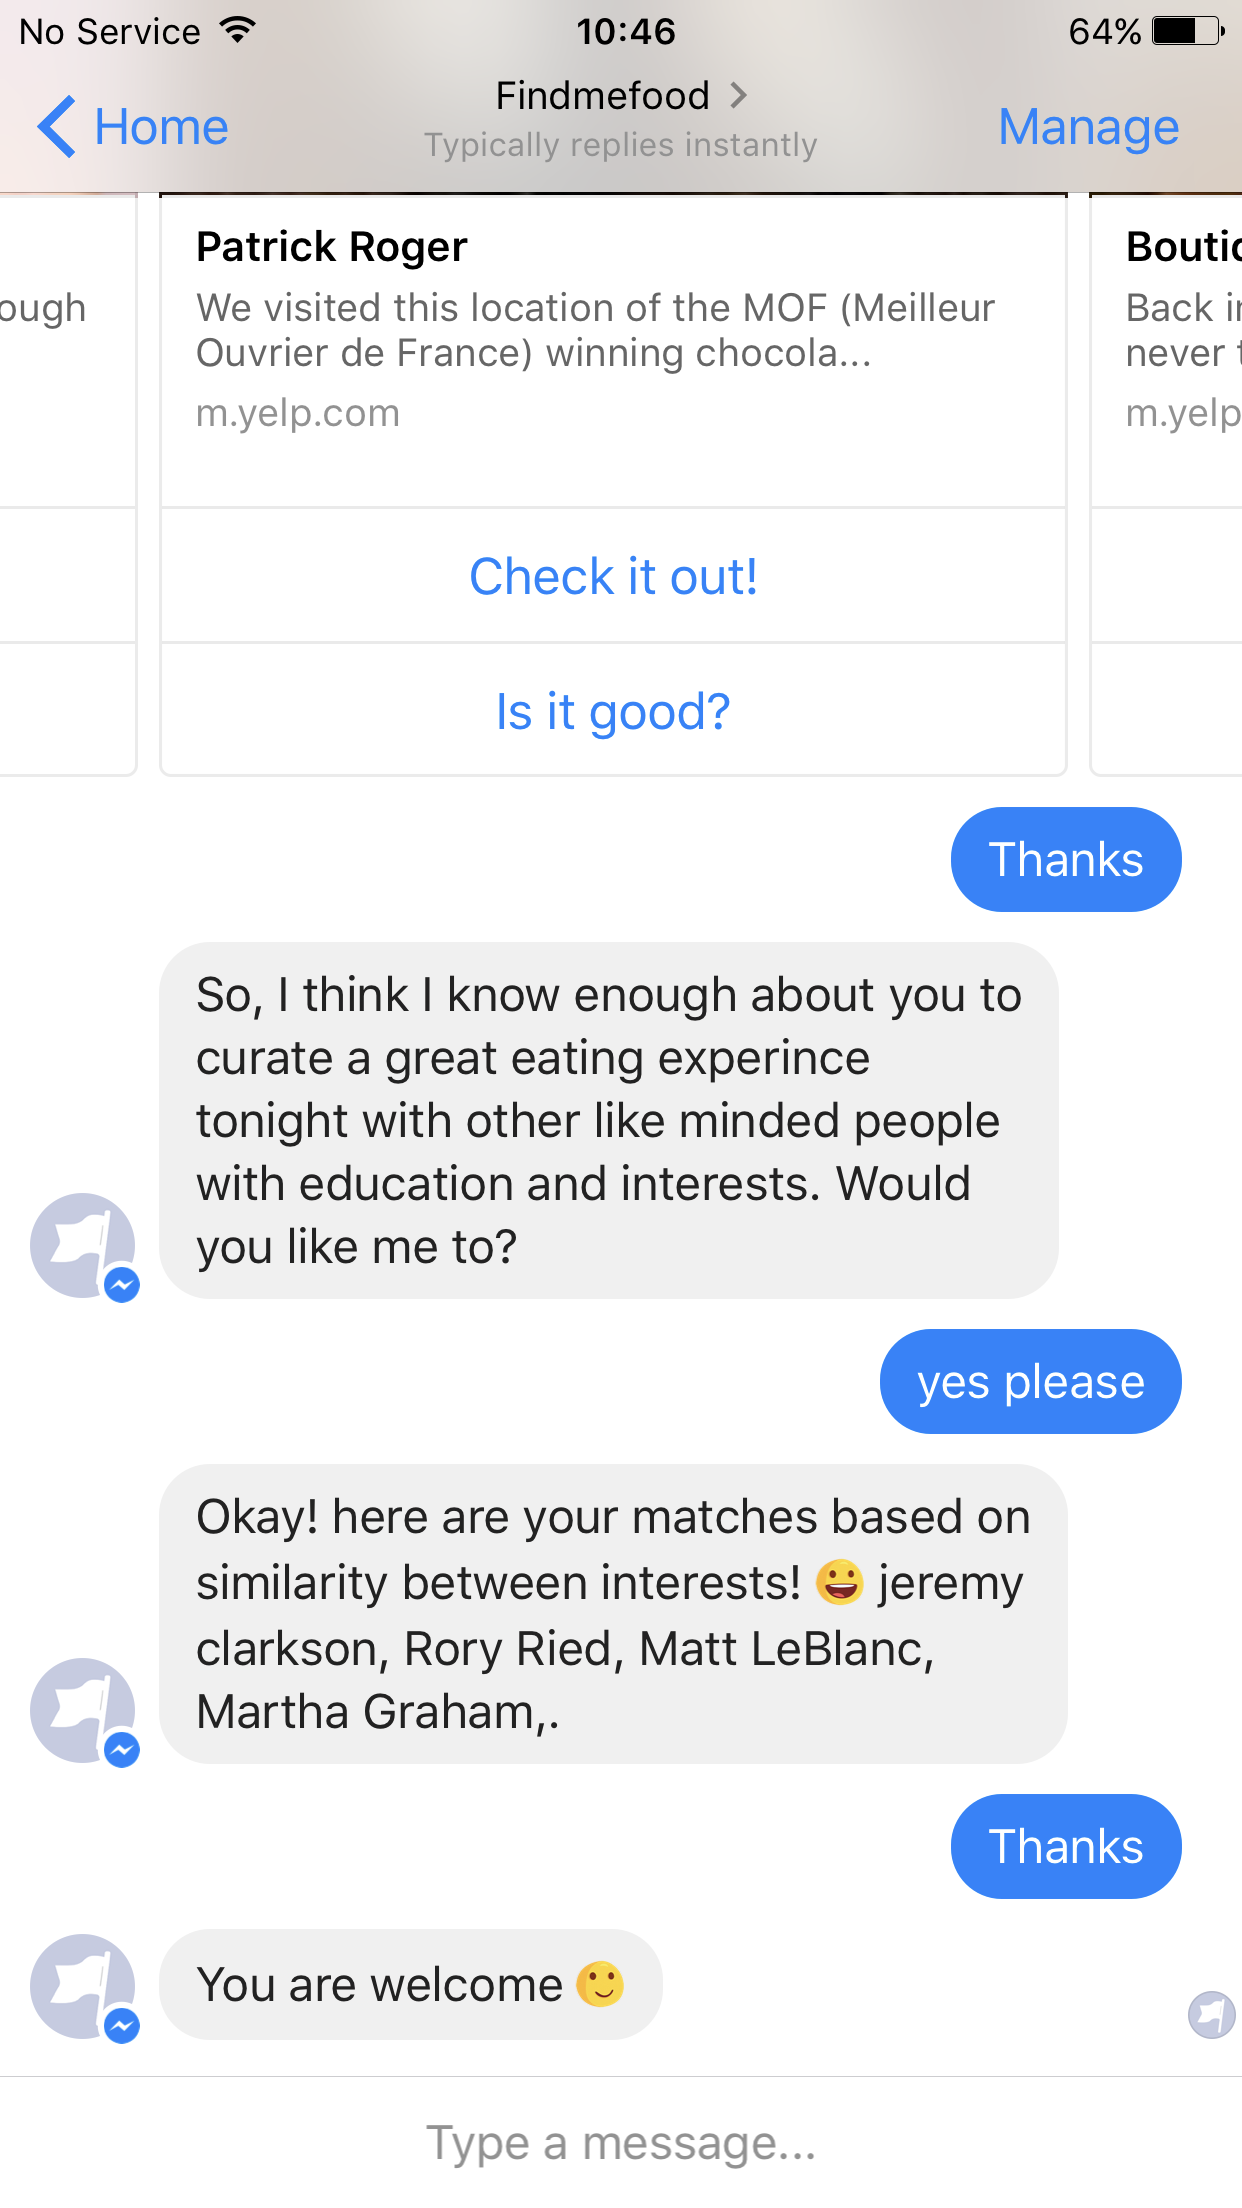 No Service 10:46 64%
Home Findmefood Manage
Typically replies instantly
ough
Patrick Roger
We visited this location of the MOF (Meilleur
Ouvrier de France) winning chocola...
m.yelp.com
Check it out!
Is it good?
Back
never
m.yelp
Thanks
So, I think I know enough about you to
curate a great eating experince
tonight with other like minded people
with education and interests. Would
you like me to?
yes please
Okay! here are your matches based on
similarity between interests! 😀 jeremy
clarkson, Rory Ried, Matt LeBlanc,
Martha Graham,.
Thanks
You are welcome 🙂
Type a message...